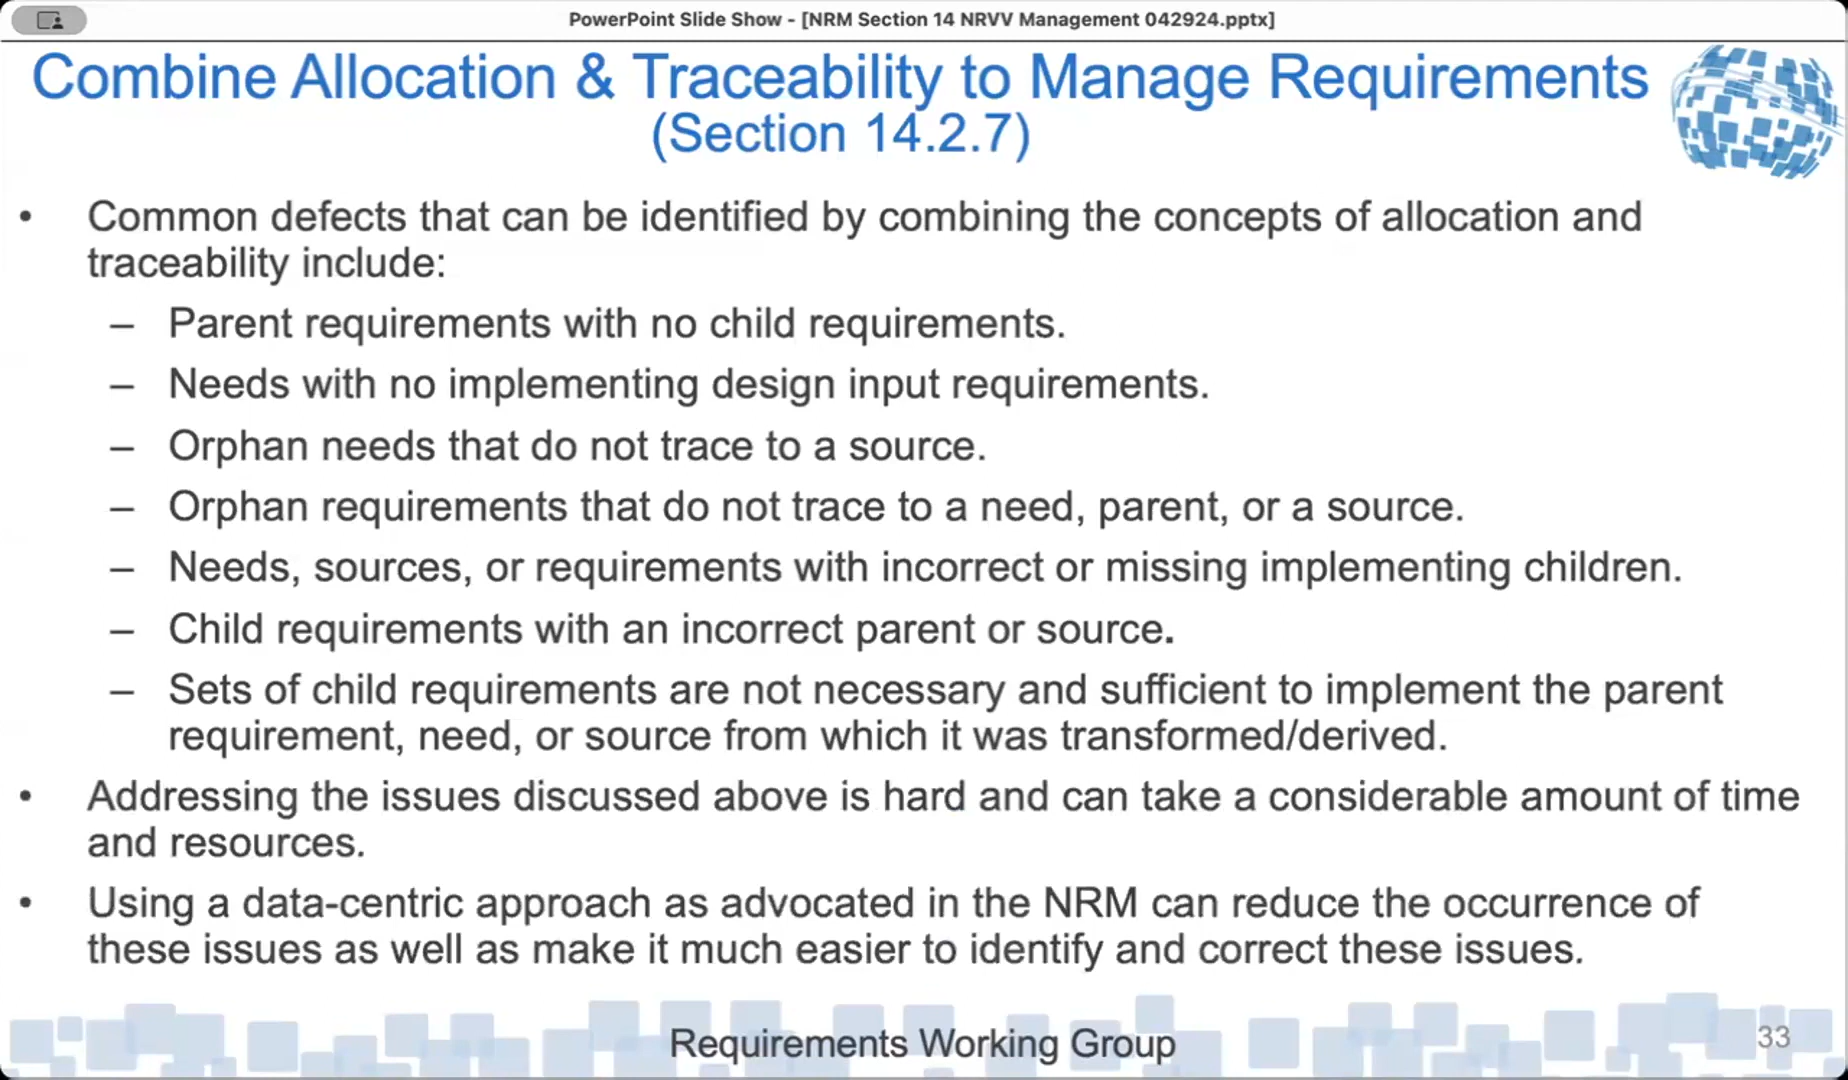 PowerPoint Slide Show - [NRM Section 14 NRVV Management 042924.pptx]
Combine Allocation & Traceability to Manage Requirements
(Section 14.2.7)
• Common defects that can be identified by combining the concepts of allocation and
traceability include:
– Parent requirements with no child requirements.
– Needs with no implementing design input requirements.
– Orphan needs that do not trace to a source.
– Orphan requirements that do not trace to a need, parent, or a source.
– Needs, sources, or requirements with incorrect or missing implementing children.
– Child requirements with an incorrect parent or source.
– Sets of child requirements are not necessary and sufficient to implement the parent
requirement, need, or source from which it was transformed/derived.
• Addressing the issues discussed above is hard and can take a considerable amount of time
and resources.
• Using a data-centric approach as advocated in the NRM can reduce the occurrence of
these issues as well as make it much easier to identify and correct these issues.
Requirements Working Group
33